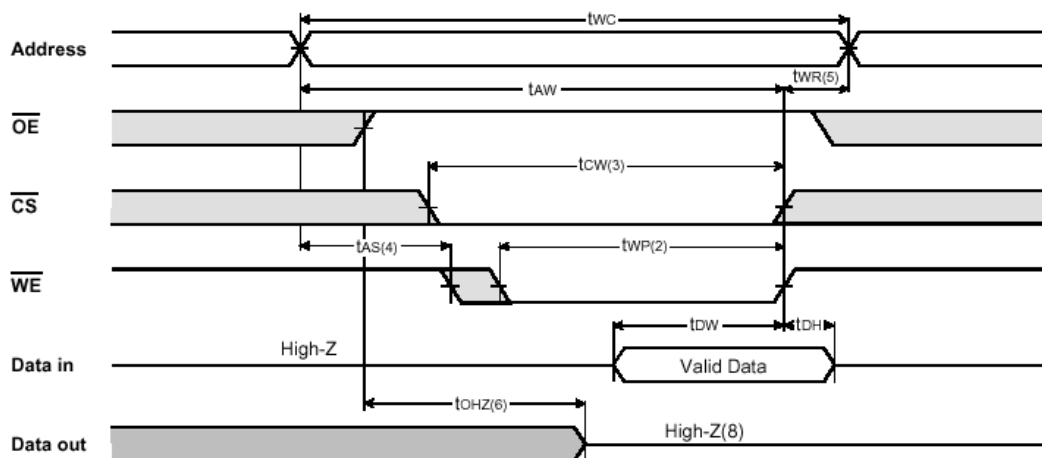 tWC
Address
tWR(5)
tAW
OE
tCW(3)
CS
tAS(4)
tWP(2)
WE
tDW
tDH
High-Z
Data in
Valid Data
tOHZ(6)
High-Z(8)
Data out